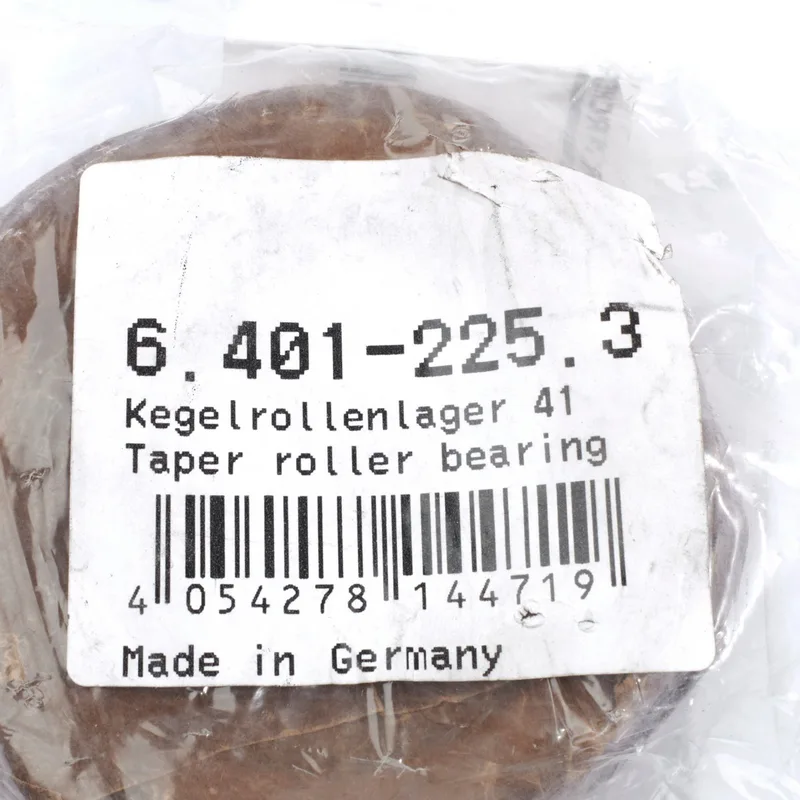 6.401-225.3
Kegelrollenlager 41
Taper roller bearing
4 054278 144719
Made in Germany